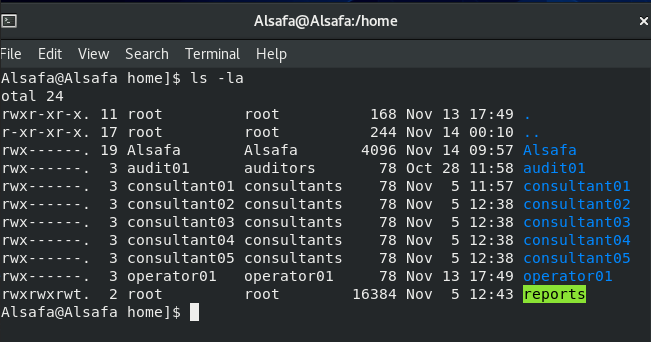 Alsafa@Alsafa:/home
File Edit View Search Terminal Help
Alsafa@Alsafa home]$ ls -la
otal 24
rwxr-xr-x. 11 root root 168 Nov 13 17:49 .
r-xr-xr-x. 17 root root 244 Nov 14 00:10 ..
rwx------. 19 Alsafa Alsafa 4096 Nov 14 09:57 Alsafa
rwx------. 3 audit01 auditors 78 Oct 28 11:58 audit01
rwx------. 3 consultant01 consultants 78 Nov 5 11:57 consultant01
rwx------. 3 consultant02 consultants 78 Nov 5 12:38 consultant02
rwx------. 3 consultant03 consultants 78 Nov 5 12:38 consultant03
rwx------. 3 consultant04 consultants 78 Nov 5 12:38 consultant04
rwx------. 3 consultant05 consultants 78 Nov 5 12:38 consultant05
rwx------. 3 operator01 operator01 78 Nov 13 17:49 operator01
rwxrwxrwt. 2 root root 16384 Nov 5 12:43 reports
Alsafa@Alsafa home]$